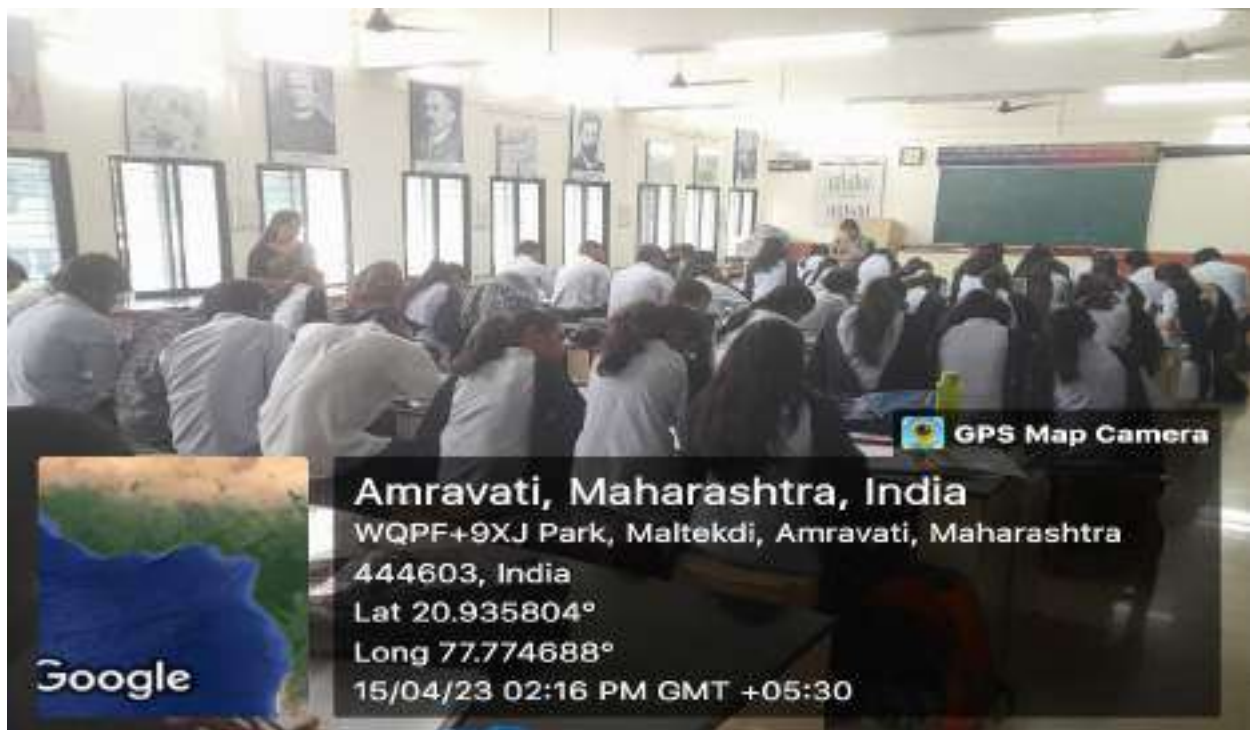 GPS Map Camera
Amravati, Maharashtra, India
WQPF+9XJ Park, Maltekdi, Amravati, Maharashtra
444603, India
Lat 20.935804°
Long 77.774688°
15/04/23 02:16 PM GMT +05:30
Google